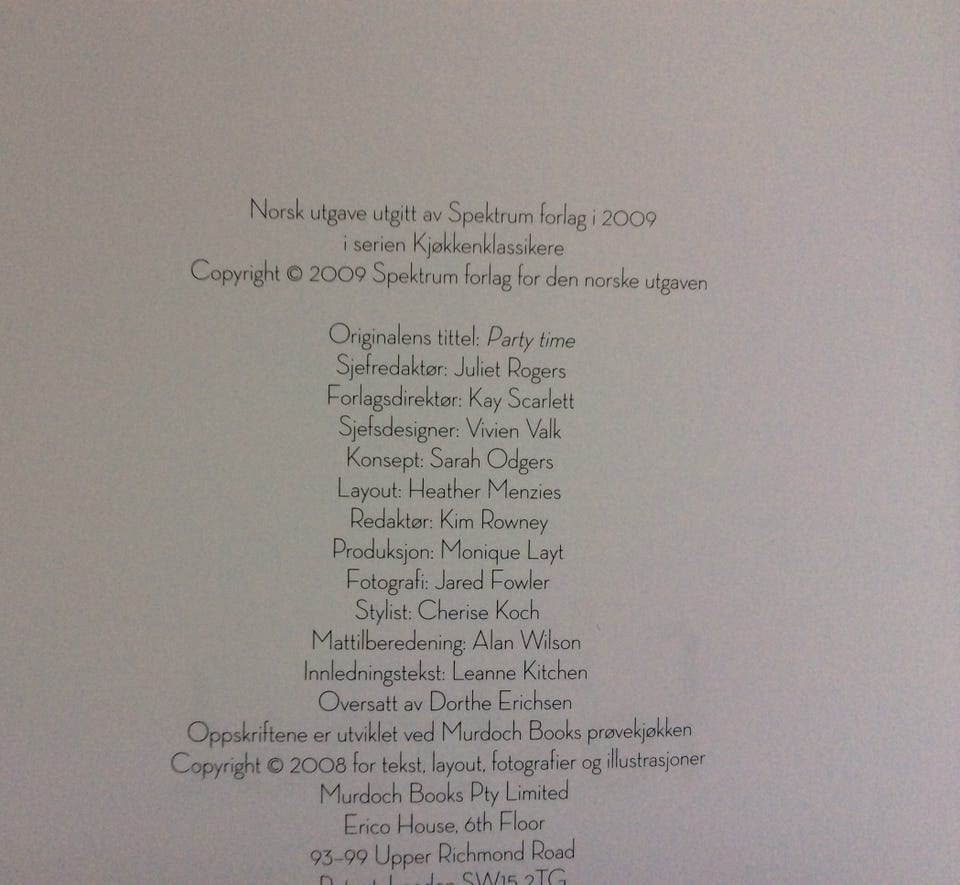 Norsk utgave utgitt av Spektrum forlag i 2009
i serien Kjøkkenklassikere
Copyright © 2009 Spektrum forlag for den norske utgaven
Originalens tittel: Party time
Sjefredaktør: Juliet Rogers
Forlagsdirektør: Kay Scarlett
Sjefsdesigner: Vivien Valk
Konsept: Sarah Odgers
Layout: Heather Menzies
Redaktør: Kim Rowney
Produksjon: Monique Layt
Fotografi: Jared Fowler
Stylist: Cherise Koch
Mattilberedening: Alan Wilson
Innledningstekst: Leanne Kitchen
Oversatt av Dorthe Erichsen
Oppskriftene er utviklet ved Murdoch Books prøvekjøkken
Copyright © 2008 for tekst, layout, fotografier og illustrasjoner
Murdoch Books Pty Limited
Erico House, 6th Floor
93–99 Upper Richmond Road
London SW15 2TG